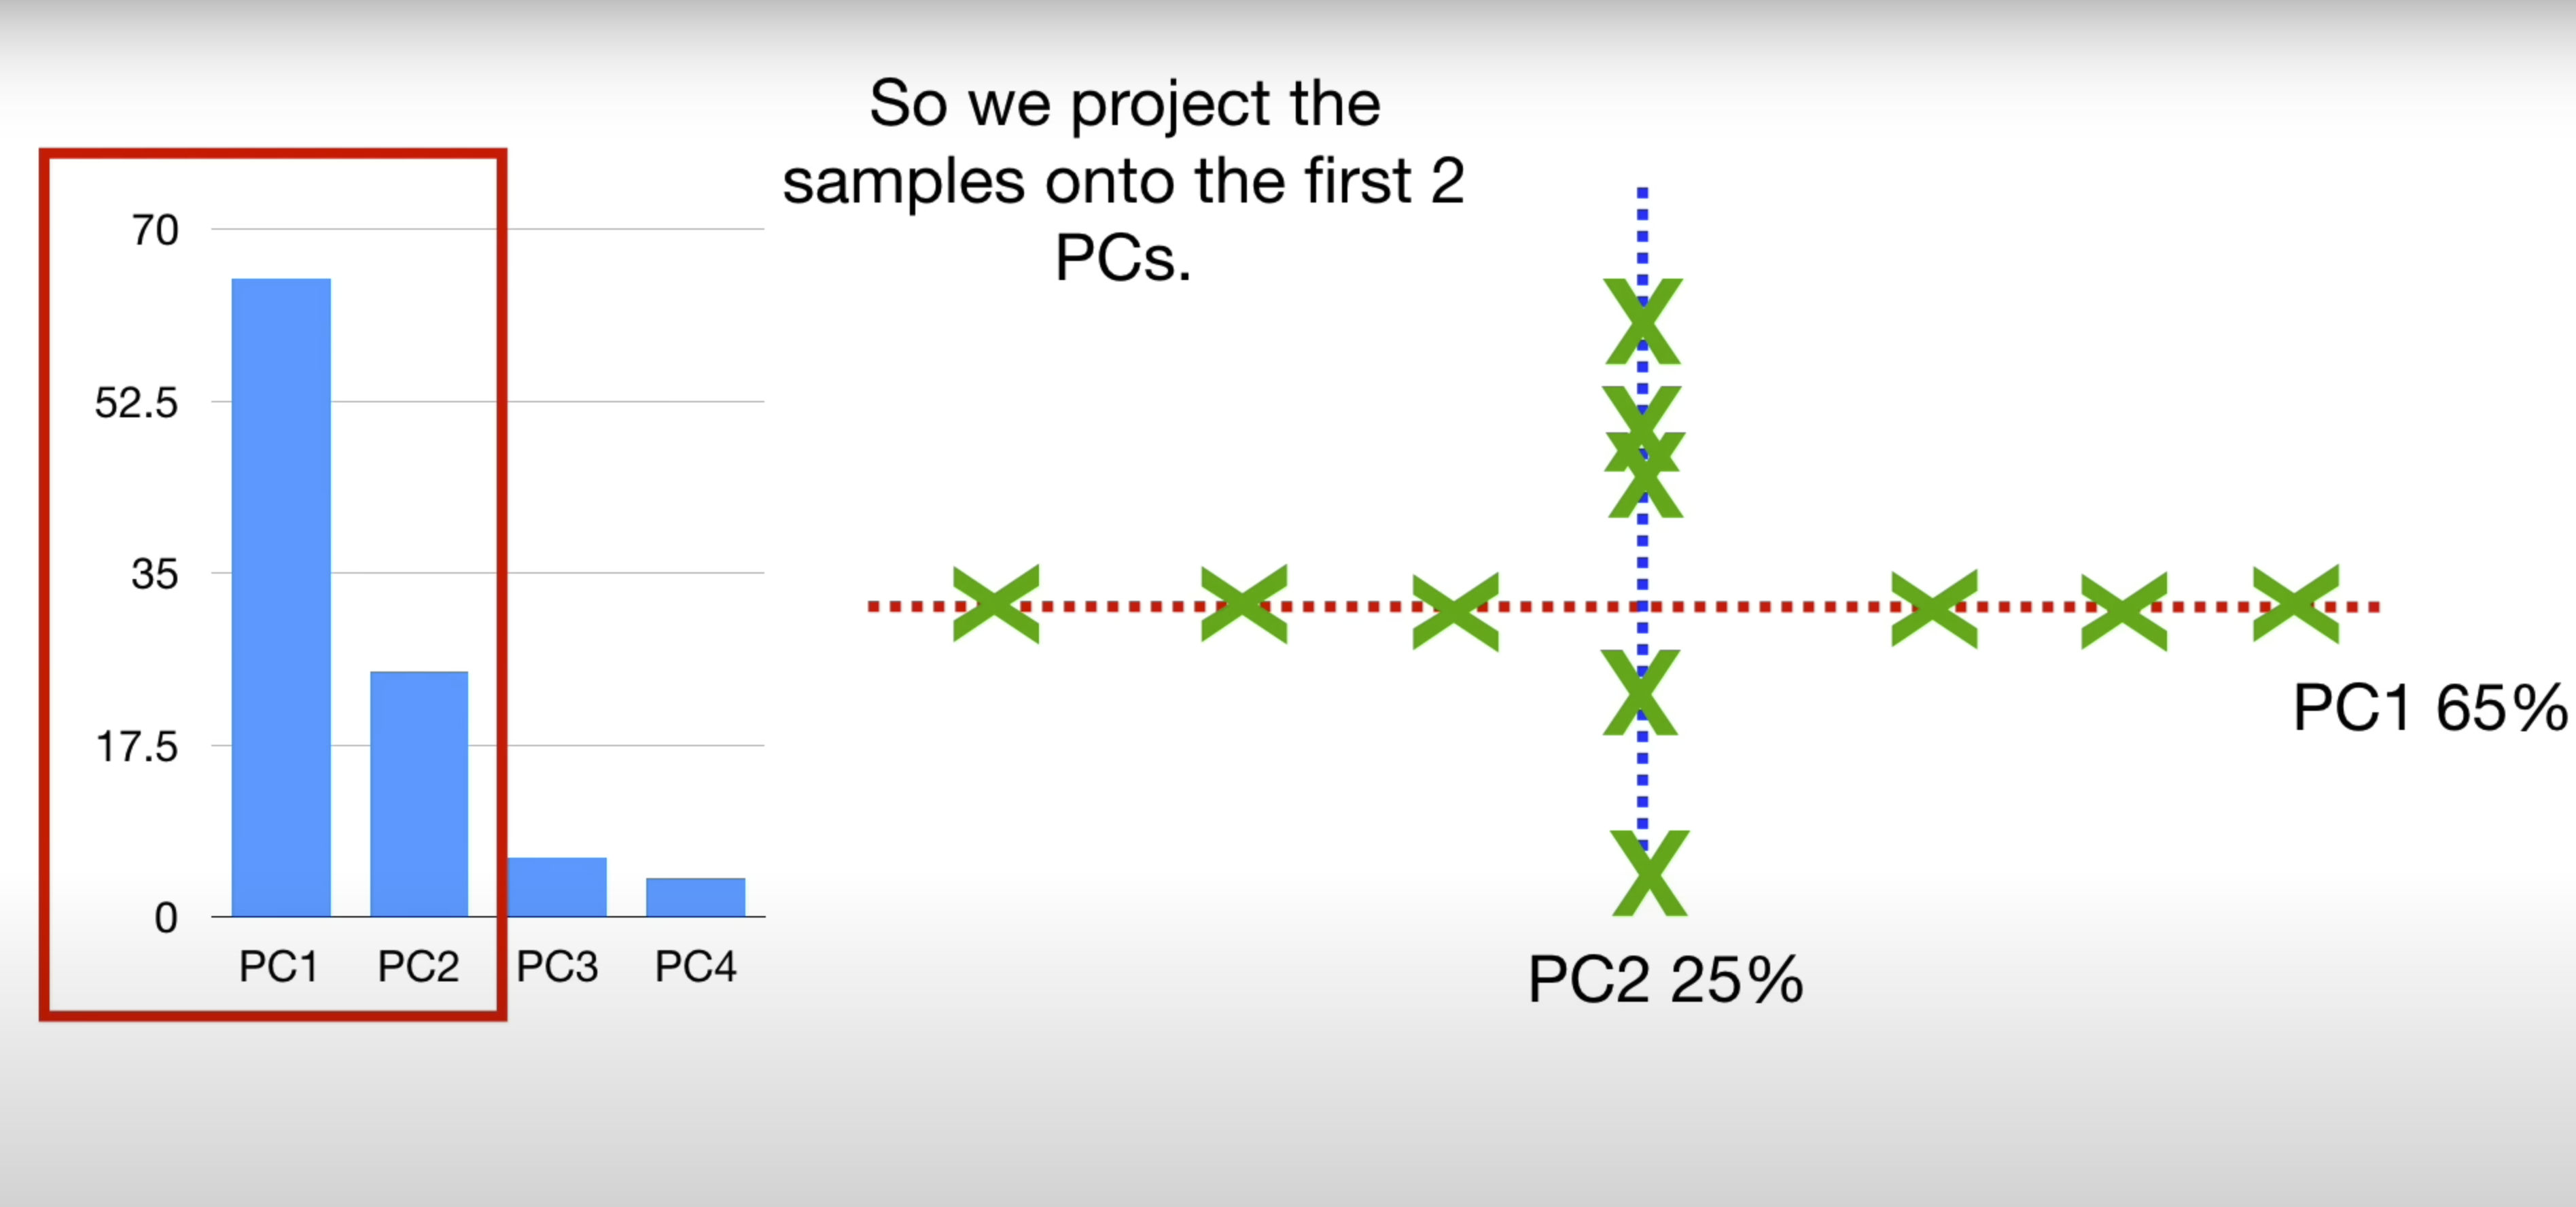 So we project the
samples onto the first 2
PCs.
70
52.5
35
17.5
0
PC1 PC2 PC3 PC4
X
X
X
X
X
X X X X X X
PC1 65%
PC2 25%